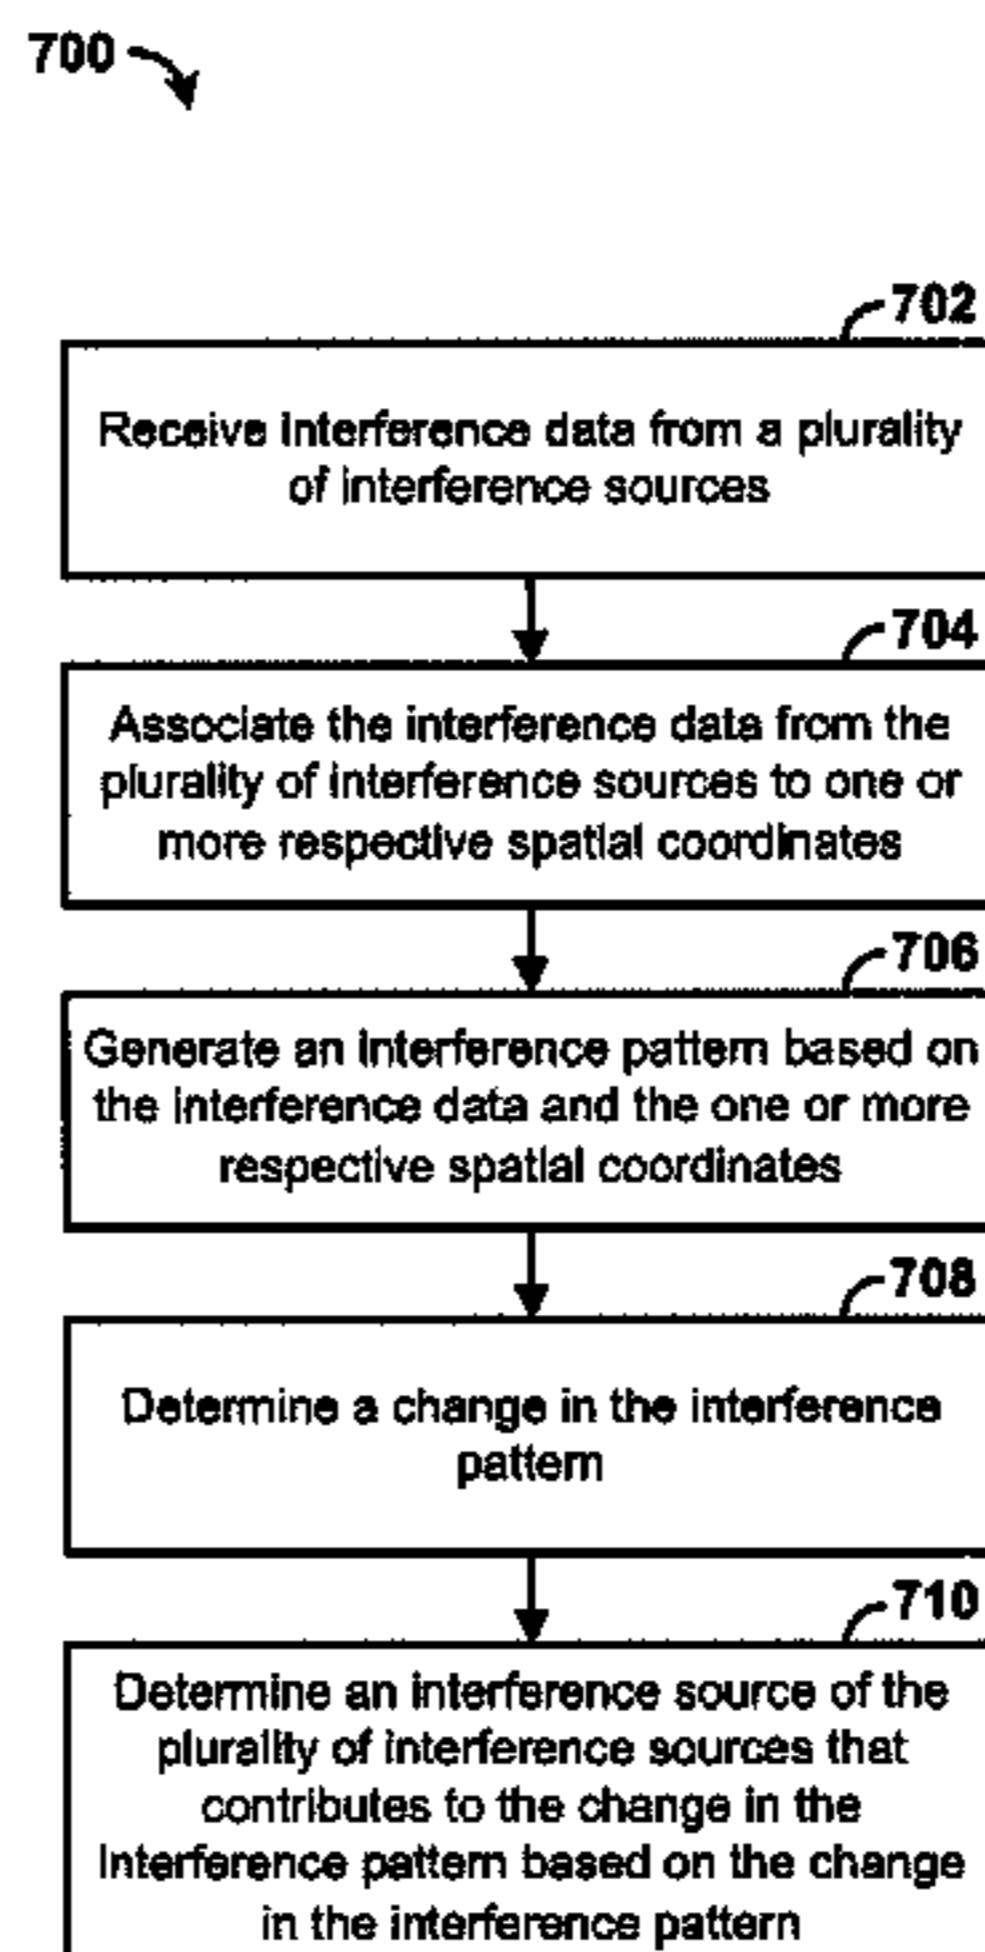 700
702
Receive interference data from a plurality
of interference sources
704
Associate the interference data from the
plurality of interference sources to one or
more respective spatial coordinates
706
Generate an interference pattern based on
the interference data and the one or more
respective spatial coordinates
708
Determine a change in the interference
pattern
710
Determine an interference source of the
plurality of interference sources that
contributes to the change in the
interference pattern based on the change
in the interference pattern